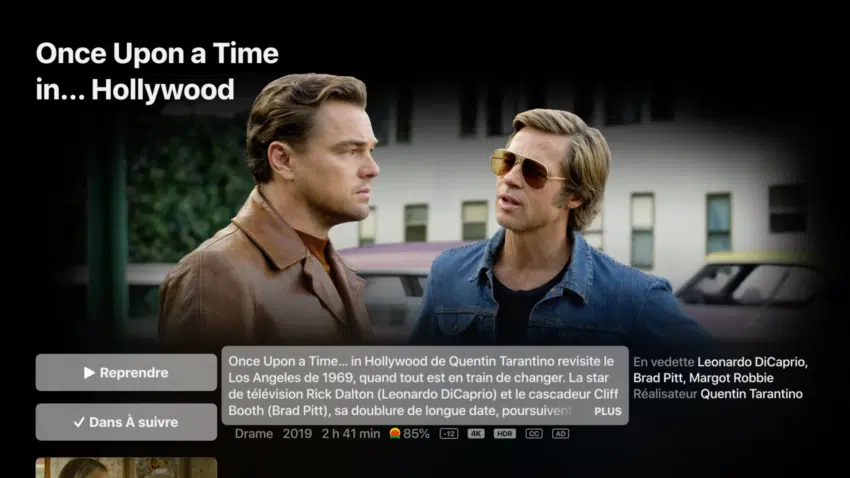 Once Upon a Time
in... Hollywood
▶ Reprendre
✓ Dans À suivre
Once Upon a Time... in Hollywood de Quentin Tarantino revisite le
Los Angeles de 1969, quand tout est en train de changer. La star
de télévision Rick Dalton (Leonardo DiCaprio) et le cascadeur Cliff
Booth (Brad Pitt), sa doublure de longue date, poursuivent PLUS
En vedette Leonardo DiCaprio,
Brad Pitt, Margot Robbie
Réalisateur Quentin Tarantino
Drame 2019 2 h 41 min 85% -12 4K HDR CC AD